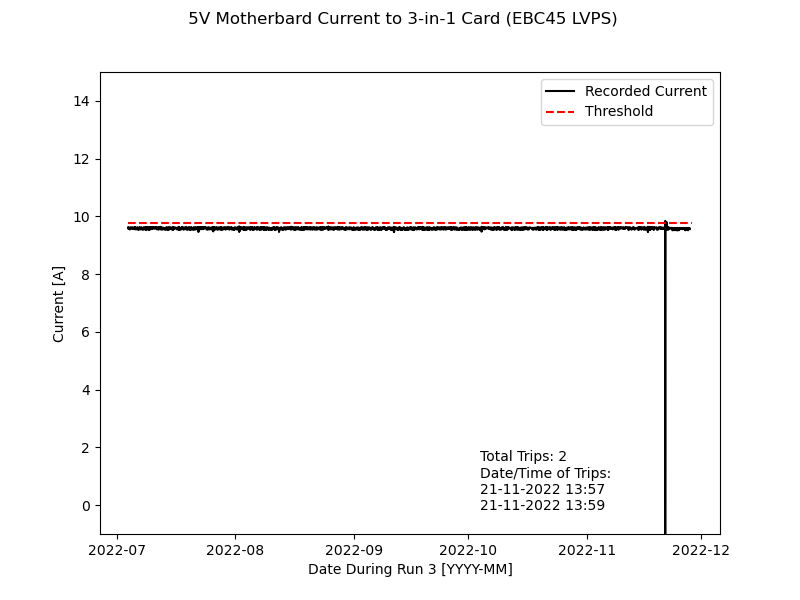 5V Motherbard Current to 3-in-1 Card (EBC45 LVPS)
Recorded Current
Threshold
14
12
10
8
6
4
2
0
Current [A]
Total Trips: 2
Date/Time of Trips:
21-11-2022 13:57
21-11-2022 13:59
2022-07 2022-08 2022-09 2022-10 2022-11 2022-12
Date During Run 3 [YYYY-MM]